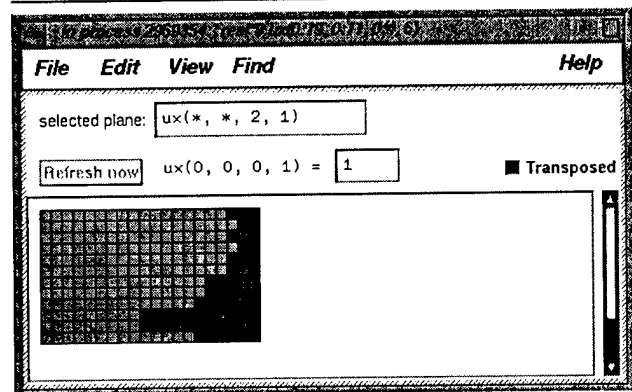 File Edit View Find Help
selected plane: ux(*, *, 2, 1)
Refresh now ux(0, 0, 0, 1) = 1 Transposed